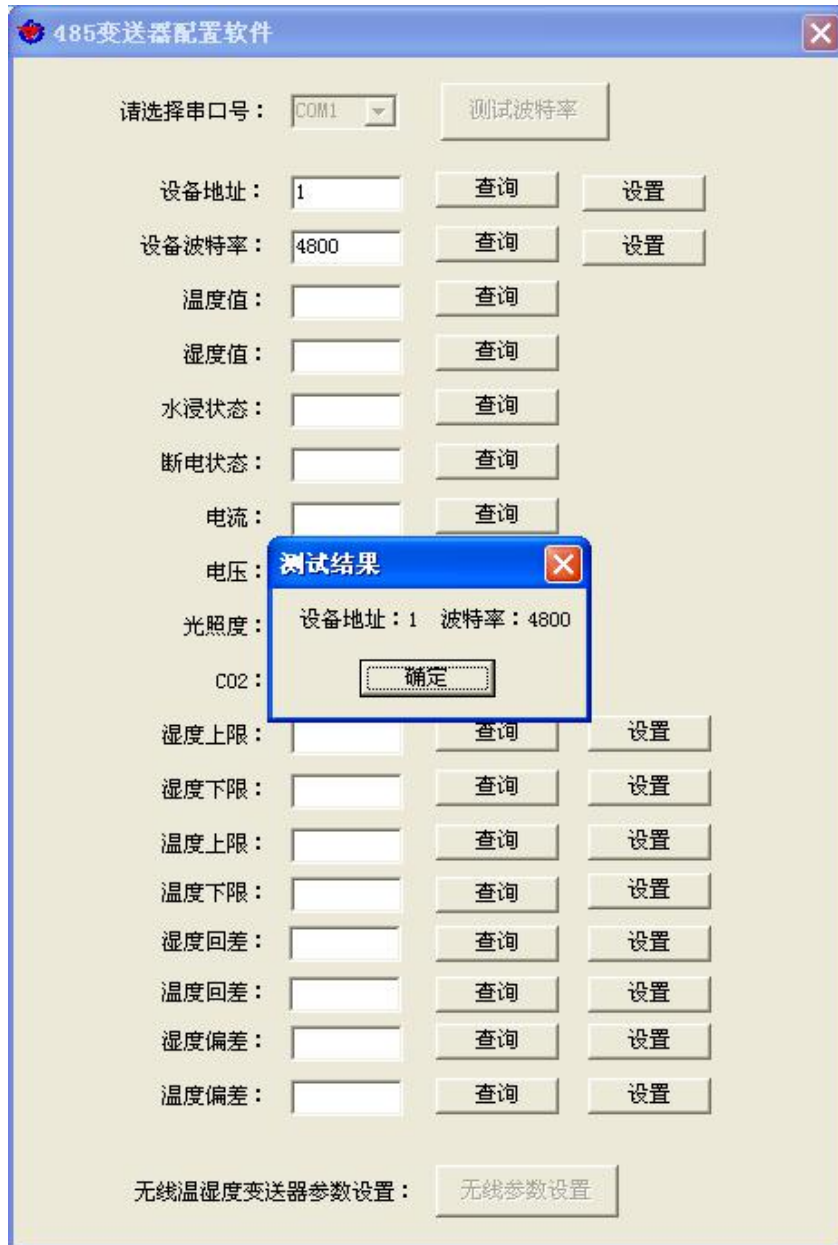 485变送器配置软件
请选择串口号： COM1 测试波特率
设备地址： 1 查询 设置
设备波特率： 4800 查询 设置
温度值： 查询
湿度值： 查询
水浸状态： 查询
断电状态： 查询
电流： 查询
电压：
测试结果
光照度：
设备地址：1 波特率：4800
CO2：
确定
湿度上限： 查询 设置
湿度下限： 查询 设置
温度上限： 查询 设置
温度下限： 查询 设置
湿度回差： 查询 设置
温度回差： 查询 设置
湿度偏差： 查询 设置
温度偏差： 查询 设置
无线温湿度变送器参数设置： 无线参数设置